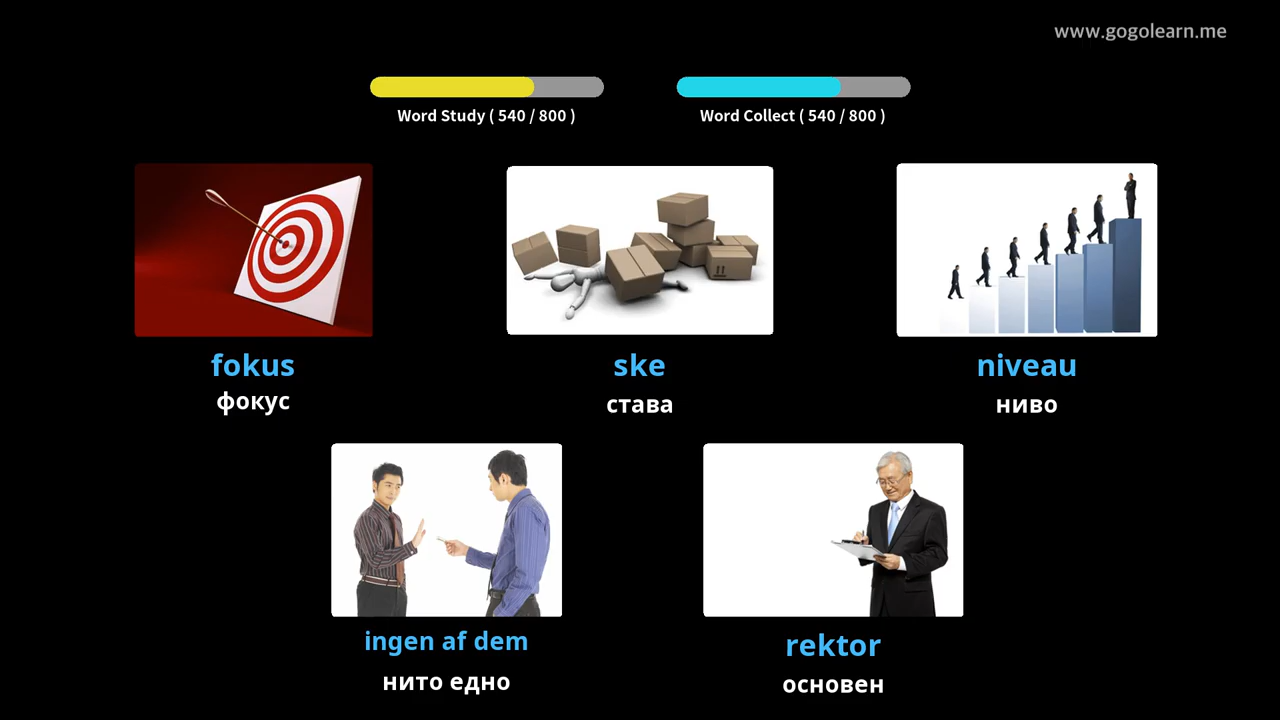 www.gogolearn.me
Word Study ( 540 / 800 )
Word Collect ( 540 / 800 )
fokus
фокус
ske
става
niveau
ниво
ingen af dem
нито едно
rektor
основен